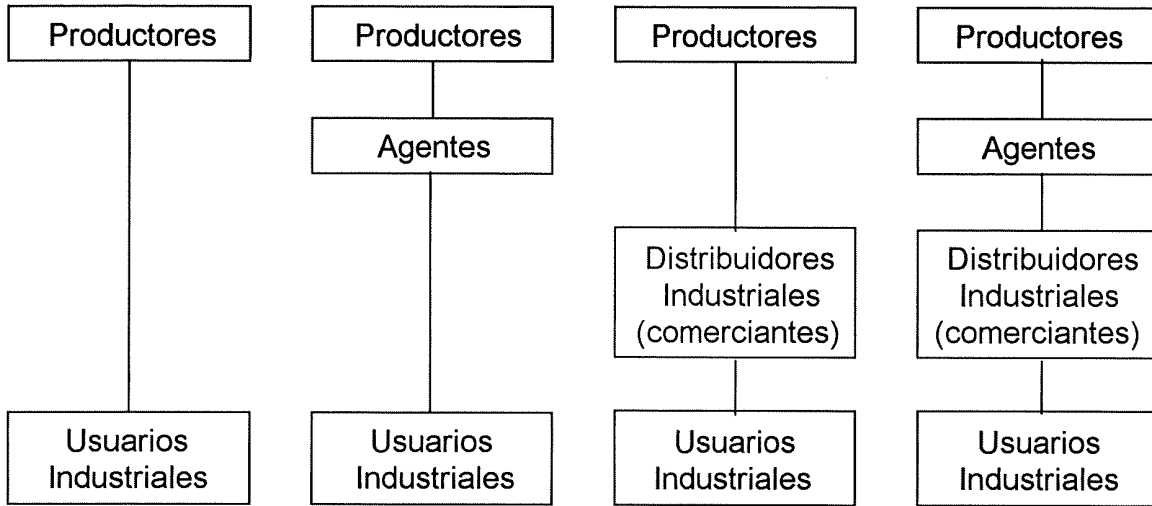 Productores
Usuarios
Industriales
Productores
Agentes
Usuarios
Industriales
Productores
Distribuidores
Industriales
(comerciantes)
Usuarios
Industriales
Productores
Agentes
Distribuidores
Industriales
(comerciantes)
Usuarios
Industriales